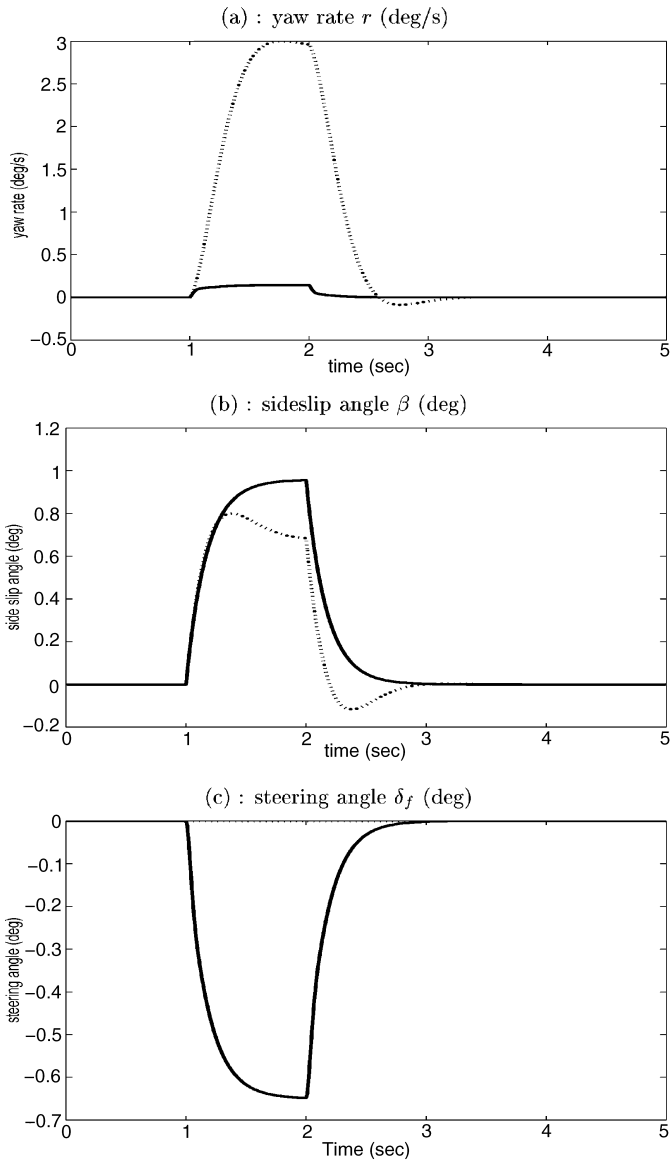 (a) : yaw rate r (deg/s)
3
2.5
2
1.5
1
0.5
0
−0.5
yaw rate (deg/s)
0 1 2 3 4 5
time (sec)
(b) : sideslip angle β (deg)
1.2
1
0.8
0.6
0.4
0.2
0
−0.2
side slip angle (deg)
0 1 2 3 4 5
time (sec)
(c) : steering angle δf (deg)
0
−0.1
−0.2
−0.3
−0.4
−0.5
−0.6
−0.7
steering angle (deg)
0 1 2 3 4 5
Time (sec)